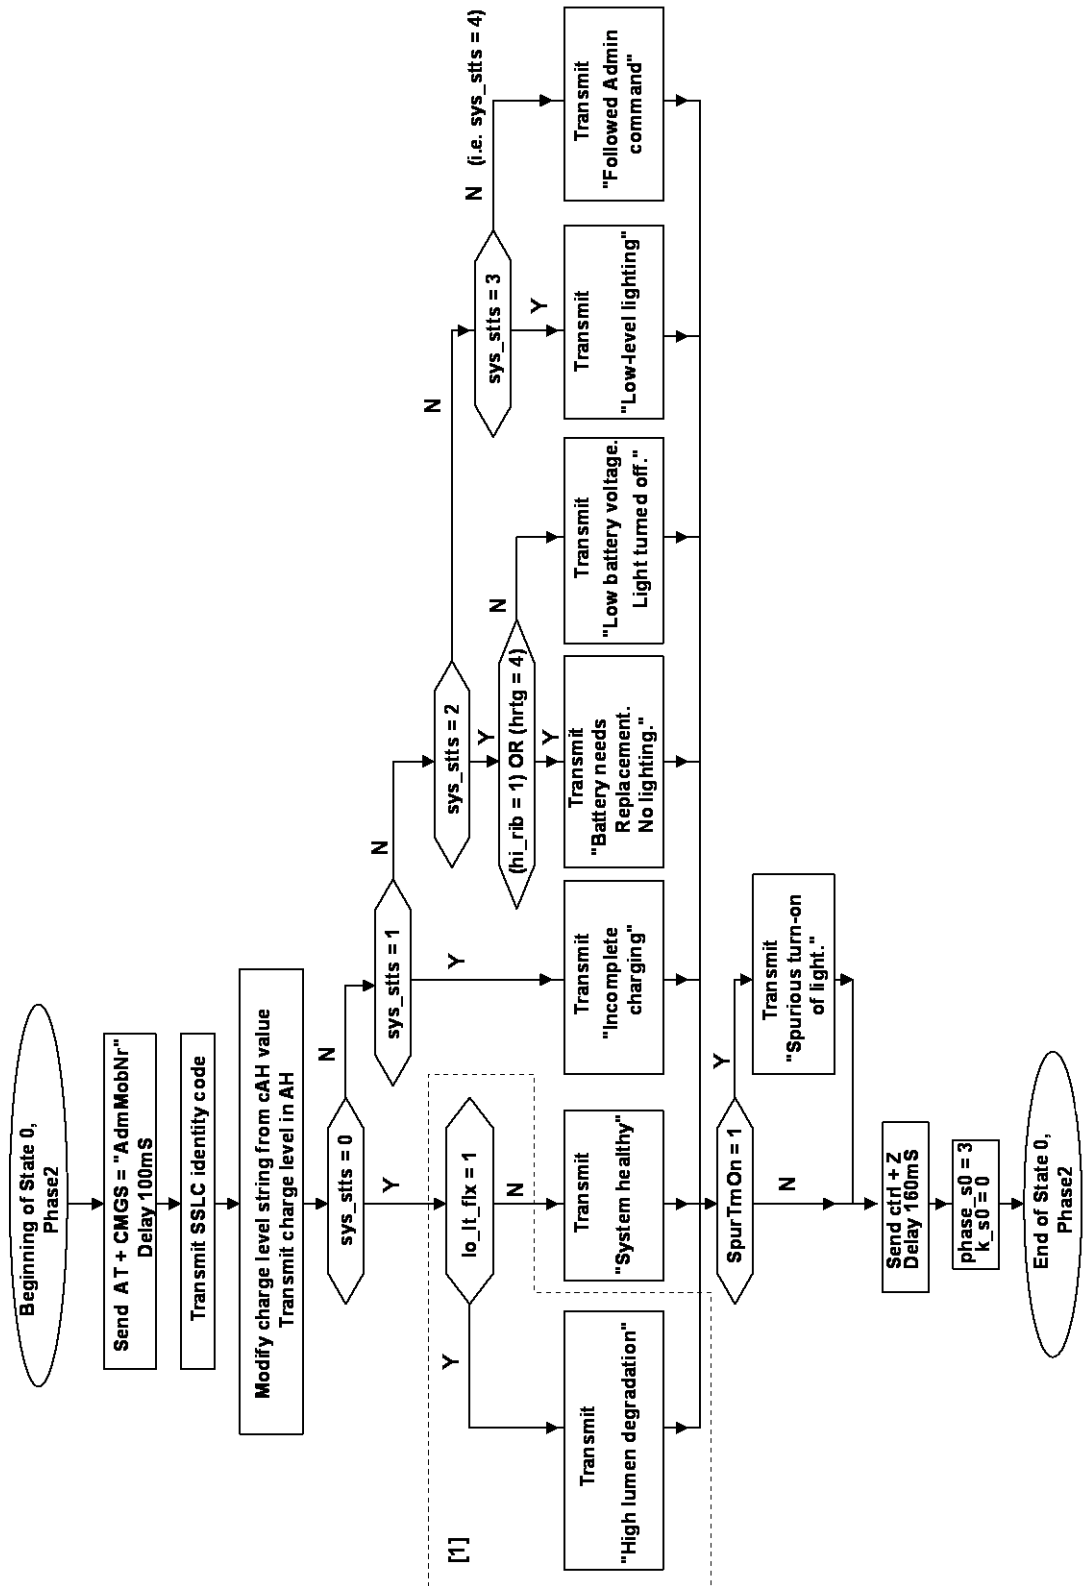 Beginning of State 0,
Phase2
Send AT + CMGS = "AdmMobNr"
Delay 100mS
Transmit SSLC identity code
Modify charge level string from cAH value
Transmit charge level in AH
sys_stts = 0
N
Y
sys_stts = 1
N
Y
sys_stts = 2
N
Y
sys_stts = 3
N (i.e. sys_stts = 4)
Y
(hi_rib = 1) OR (hrtg = 4)
N
Y
[1]
lo_lt_flx = 1
Y
N
Transmit
"High lumen degradation"
Transmit
"System healthy"
Transmit
"Incomplete
charging"
Transmit
"Battery needs
Replacement.
No lighting."
Transmit
"Low battery voltage.
Light turned off."
Transmit
"Low-level lighting"
Transmit
"Followed Admin
command"
SpurTmOn = 1
Y
N
Transmit
"Spurious turn-on
of light."
Send ctrl + Z
Delay 160mS
phase_s0 = 3
k_s0 = 0
End of State 0,
Phase2